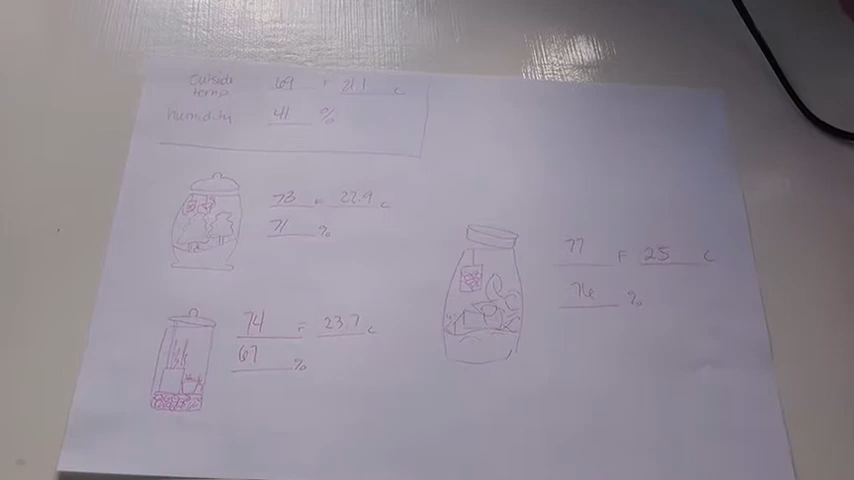 Outside temp 69 F 21.1 C
humidity 41 %
73 F 22.9 C
71 %
74 F 23.7 C
67 %
77 F 25 C
76 %